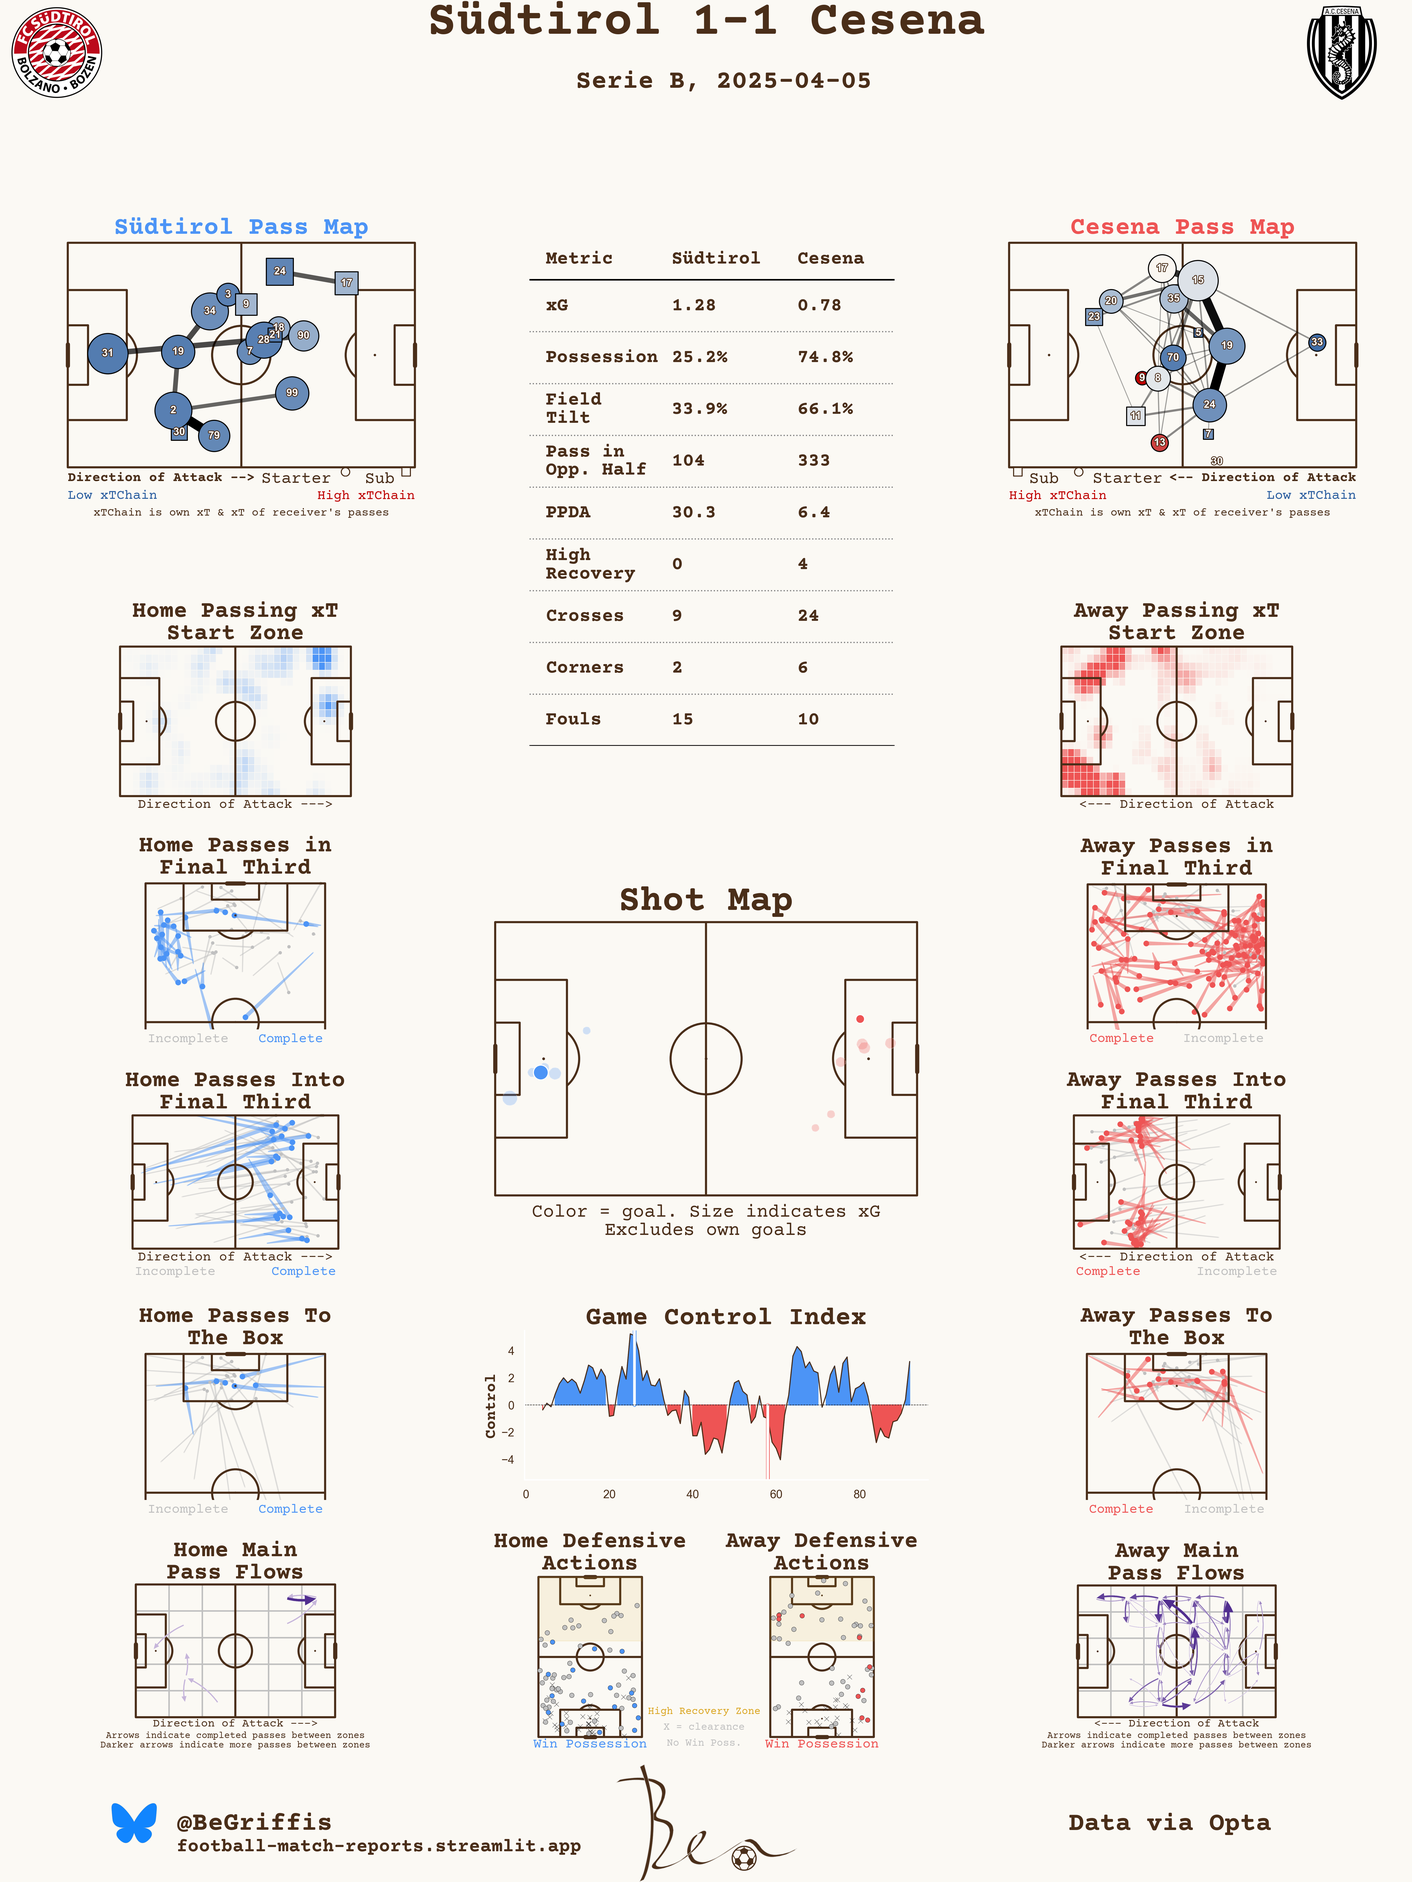 Südtirol 1-1 Cesena
Serie B, 2025-04-05
FC SÜDTIROL
BOLZANO • BOZEN
A.C.CESENA
Südtirol Pass Map
31
19
34
3
9
24
17
18
21
28
7
90
99
2
30
79
Direction of Attack --> Starter Sub
Low xTChain High xTChain
xTChain is own xT & xT of receiver's passes
Metric Südtirol Cesena
xG 1.28 0.78
Possession 25.2% 74.8%
Field
Tilt 33.9% 66.1%
Pass in
Opp. Half 104 333
PPDA 30.3 6.4
High
Recovery 0 4
Crosses 9 24
Corners 2 6
Fouls 15 10
Cesena Pass Map
17
15
20
35
23
5
19
33
70
9
8
24
11
7
13
30
Sub Starter <-- Direction of Attack
High xTChain Low xTChain
xTChain is own xT & xT of receiver's passes
Home Passing xT
Start Zone
Direction of Attack --->
Away Passing xT
Start Zone
<--- Direction of Attack
Home Passes in
Final Third
Incomplete Complete
Away Passes in
Final Third
Complete Incomplete
Shot Map
Color = goal. Size indicates xG
Excludes own goals
Home Passes Into
Final Third
Direction of Attack --->
Incomplete Complete
Away Passes Into
Final Third
<--- Direction of Attack
Complete Incomplete
Home Passes To
The Box
Incomplete Complete
Game Control Index
Control
4
2
0
−2
−4
0 20 40 60 80
Away Passes To
The Box
Complete Incomplete
Home Main
Pass Flows
Direction of Attack --->
Arrows indicate completed passes between zones
Darker arrows indicate more passes between zones
Home Defensive
Actions
Win Possession
Away Defensive
Actions
Win Possession
High Recovery Zone
X = clearance
No Win Poss.
Away Main
Pass Flows
<--- Direction of Attack
Arrows indicate completed passes between zones
Darker arrows indicate more passes between zones
@BeGriffis
football-match-reports.streamlit.app
Ben
Data via Opta